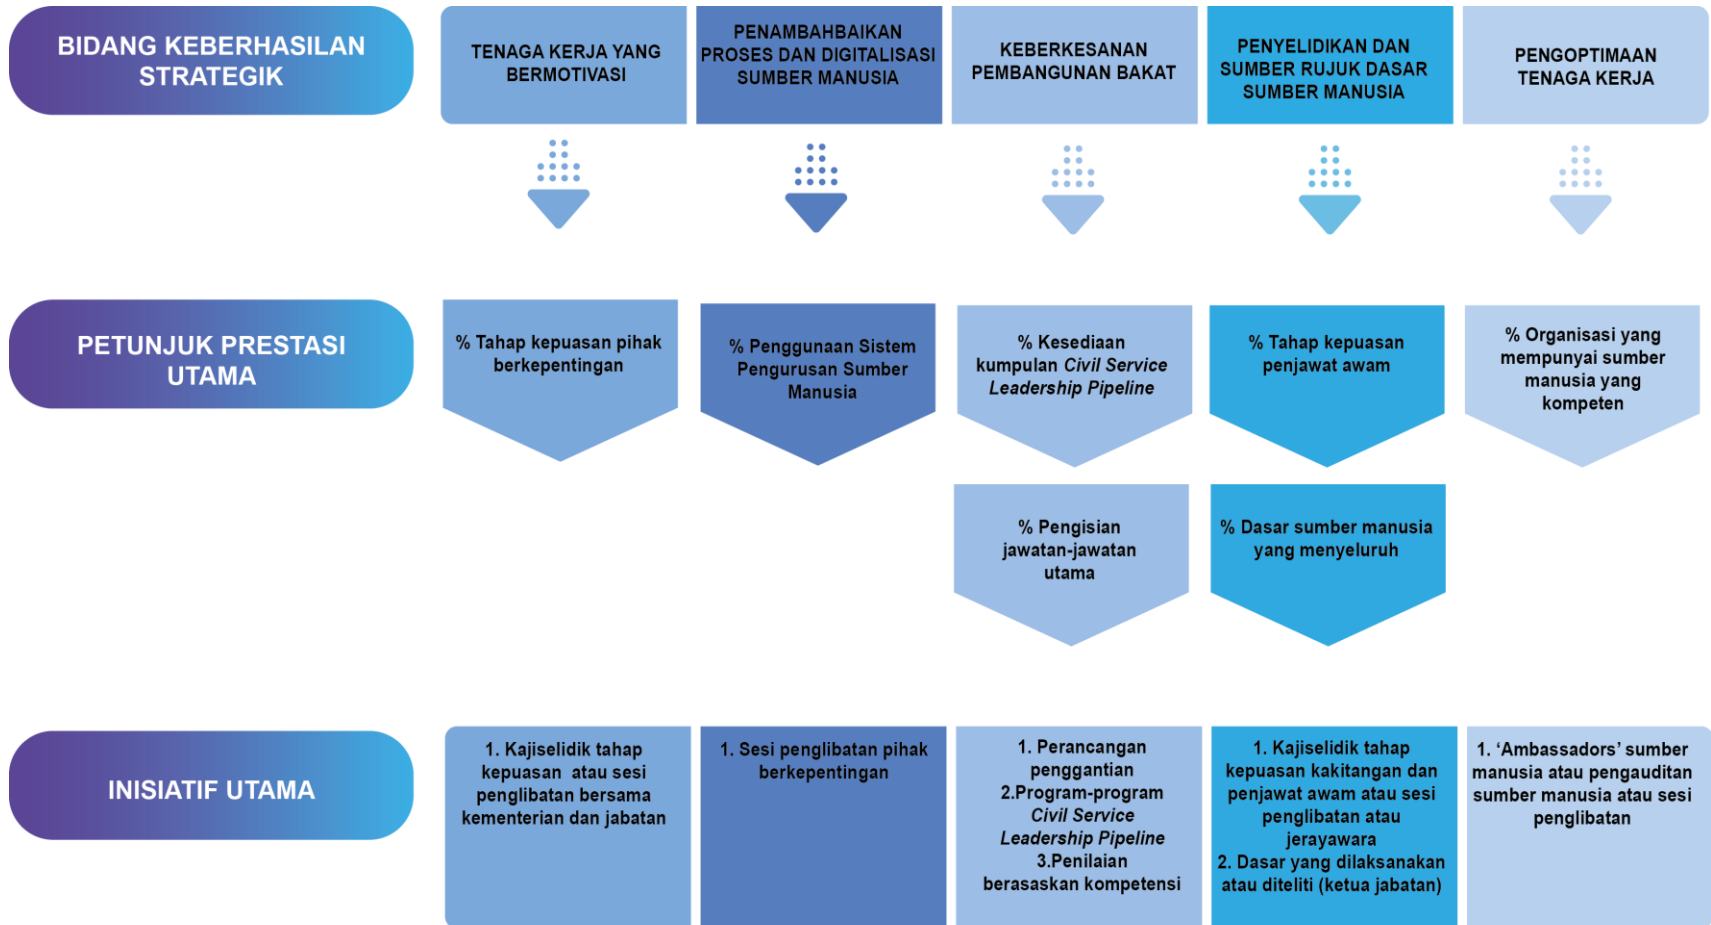 BIDANG KEBERHASILAN
STRATEGIK
TENAGA KERJA YANG
BERMOTIVASI
PENAMBAHBAIKAN
PROSES DAN DIGITALISASI
SUMBER MANUSIA
KEBERKESANAN
PEMBANGUNAN BAKAT
PENYELIDIKAN DAN
SUMBER RUJUK DASAR
SUMBER MANUSIA
PENGOPTIMAAN
TENAGA KERJA
PETUNJUK PRESTASI
UTAMA
% Tahap kepuasan pihak
berkepentingan
% Penggunaan Sistem
Pengurusan Sumber
Manusia
% Kesediaan
kumpulan Civil Service
Leadership Pipeline
% Tahap kepuasan
penjawat awam
% Organisasi yang
mempunyai sumber
manusia yang
kompeten
% Pengisian
jawatan-jawatan
utama
% Dasar sumber manusia
yang menyeluruh
INISIATIF UTAMA
1. Kajiselidik tahap
kepuasan atau sesi
penglibatan bersama
kementerian dan jabatan
1. Sesi penglibatan pihak
berkepentingan
1. Perancangan
penggantian
2.Program-program
Civil Service
Leadership Pipeline
3.Penilaian
berasaskan kompetensi
1. Kajiselidik tahap
kepuasan kakitangan dan
penjawat awam atau sesi
penglibatan atau
jerayawara
2. Dasar yang dilaksanakan
atau diteliti (ketua jabatan)
1. ‘Ambassadors’ sumber
manusia atau pengauditan
sumber manusia atau sesi
penglibatan